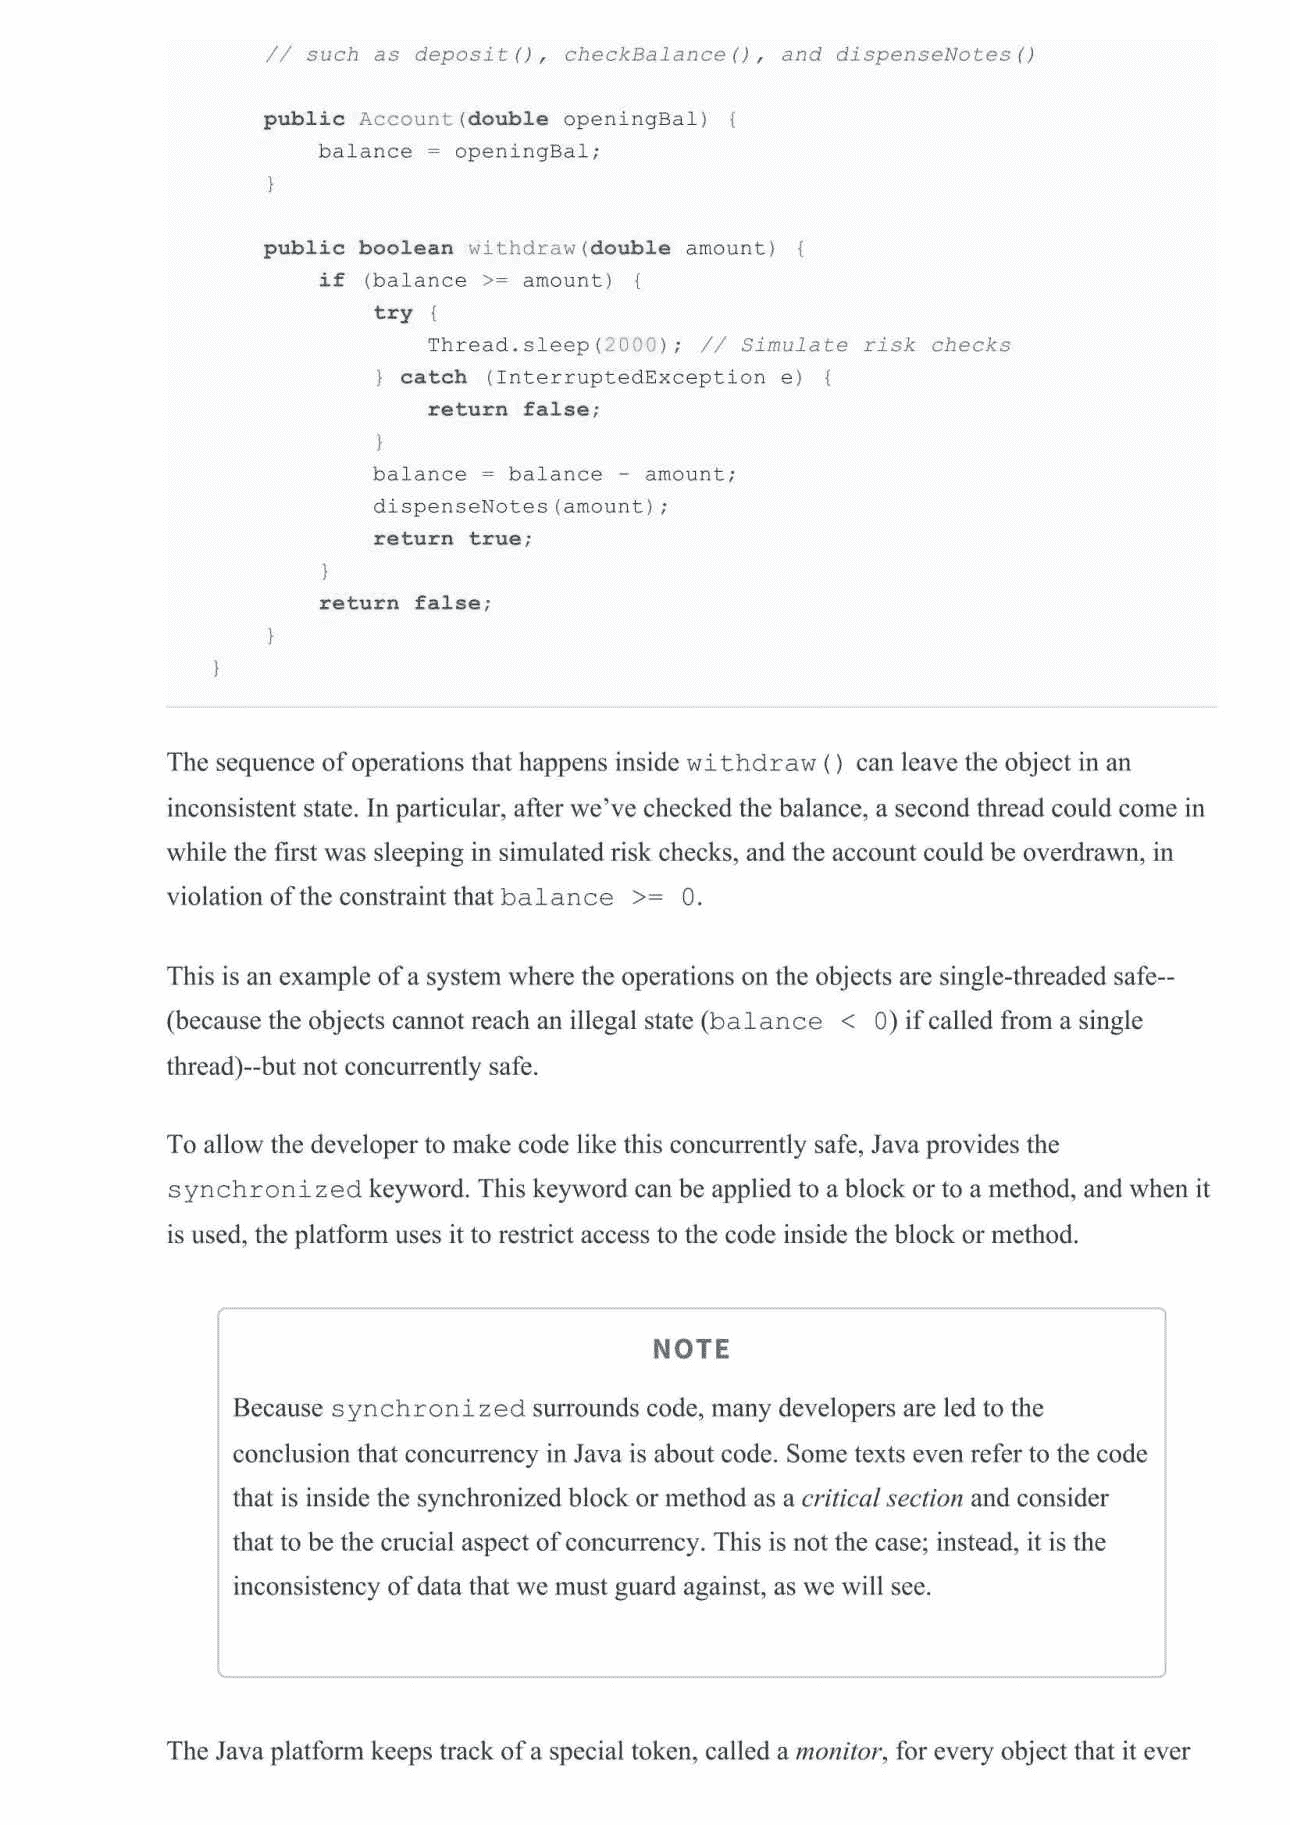 // such as deposit(), checkBalance(), and dispenseNotes()
public Account(double openingBal) {
balance = openingBal;
}
public boolean withdraw(double amount) {
if (balance >= amount) {
try {
Thread.sleep(2000); // Simulate risk checks
} catch (InterruptedException e) {
return false;
}
balance = balance - amount;
dispenseNotes(amount);
return true;
}
return false;
}
}
The sequence of operations that happens inside withdraw() can leave the object in an
inconsistent state. In particular, after we’ve checked the balance, a second thread could come in
while the first was sleeping in simulated risk checks, and the account could be overdrawn, in
violation of the constraint that balance >= 0.
This is an example of a system where the operations on the objects are single-threaded safe--
(because the objects cannot reach an illegal state (balance < 0) if called from a single
thread)--but not concurrently safe.
To allow the developer to make code like this concurrently safe, Java provides the
synchronized keyword. This keyword can be applied to a block or to a method, and when it
is used, the platform uses it to restrict access to the code inside the block or method.
NOTE
Because synchronized surrounds code, many developers are led to the
conclusion that concurrency in Java is about code. Some texts even refer to the code
that is inside the synchronized block or method as a critical section and consider
that to be the crucial aspect of concurrency. This is not the case; instead, it is the
inconsistency of data that we must guard against, as we will see.
The Java platform keeps track of a special token, called a monitor, for every object that it ever